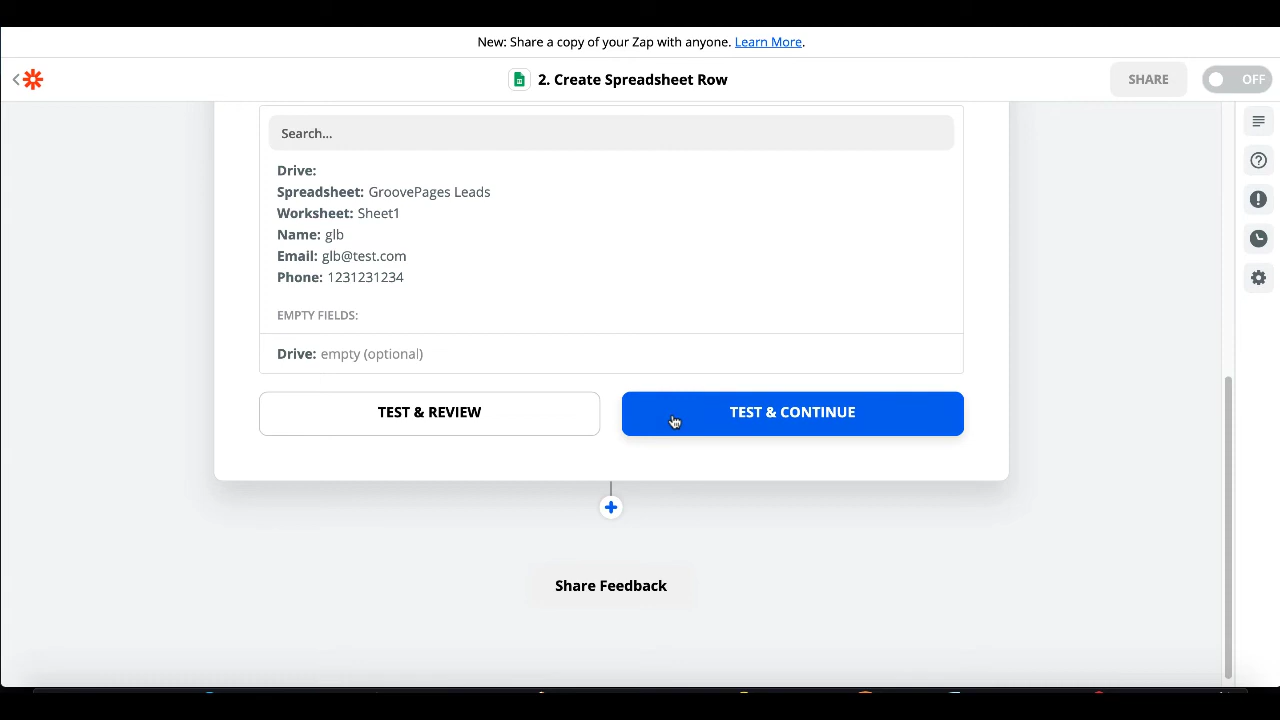 New: Share a copy of your Zap with anyone. Learn More.
2. Create Spreadsheet Row
SHARE
OFF
Search...
Drive:
Spreadsheet: GroovePages Leads
Worksheet: Sheet1
Name: glb
Email: glb@test.com
Phone: 1231231234
EMPTY FIELDS:
Drive: empty (optional)
TEST & REVIEW
TEST & CONTINUE
Share Feedback